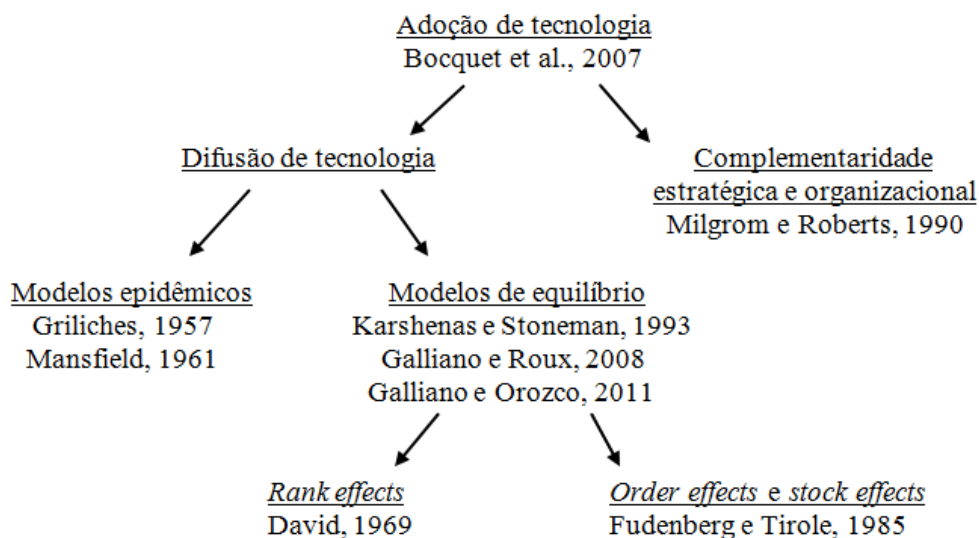 Adoção de tecnologia
Bocquet et al., 2007
Difusão de tecnologia
Complementaridade
estratégica e organizacional
Milgrom e Roberts, 1990
Modelos epidêmicos
Griliches, 1957
Mansfield, 1961
Modelos de equilíbrio
Karshenas e Stoneman, 1993
Galliano e Roux, 2008
Galliano e Orozco, 2011
Rank effects
David, 1969
Order effects e stock effects
Fudenberg e Tirole, 1985